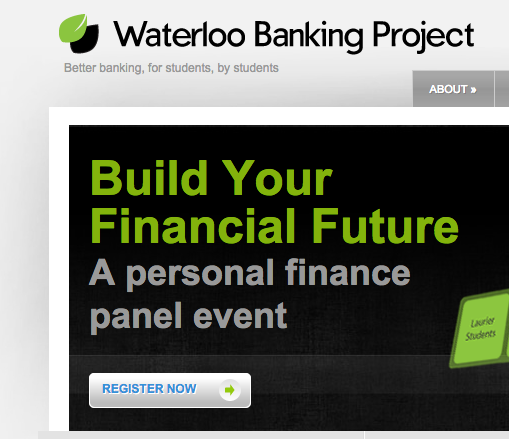 Waterloo Banking Project
Better banking, for students, by students
ABOUT »
Build Your
Financial Future
A personal finance
panel event
Laurier
Students
REGISTER NOW